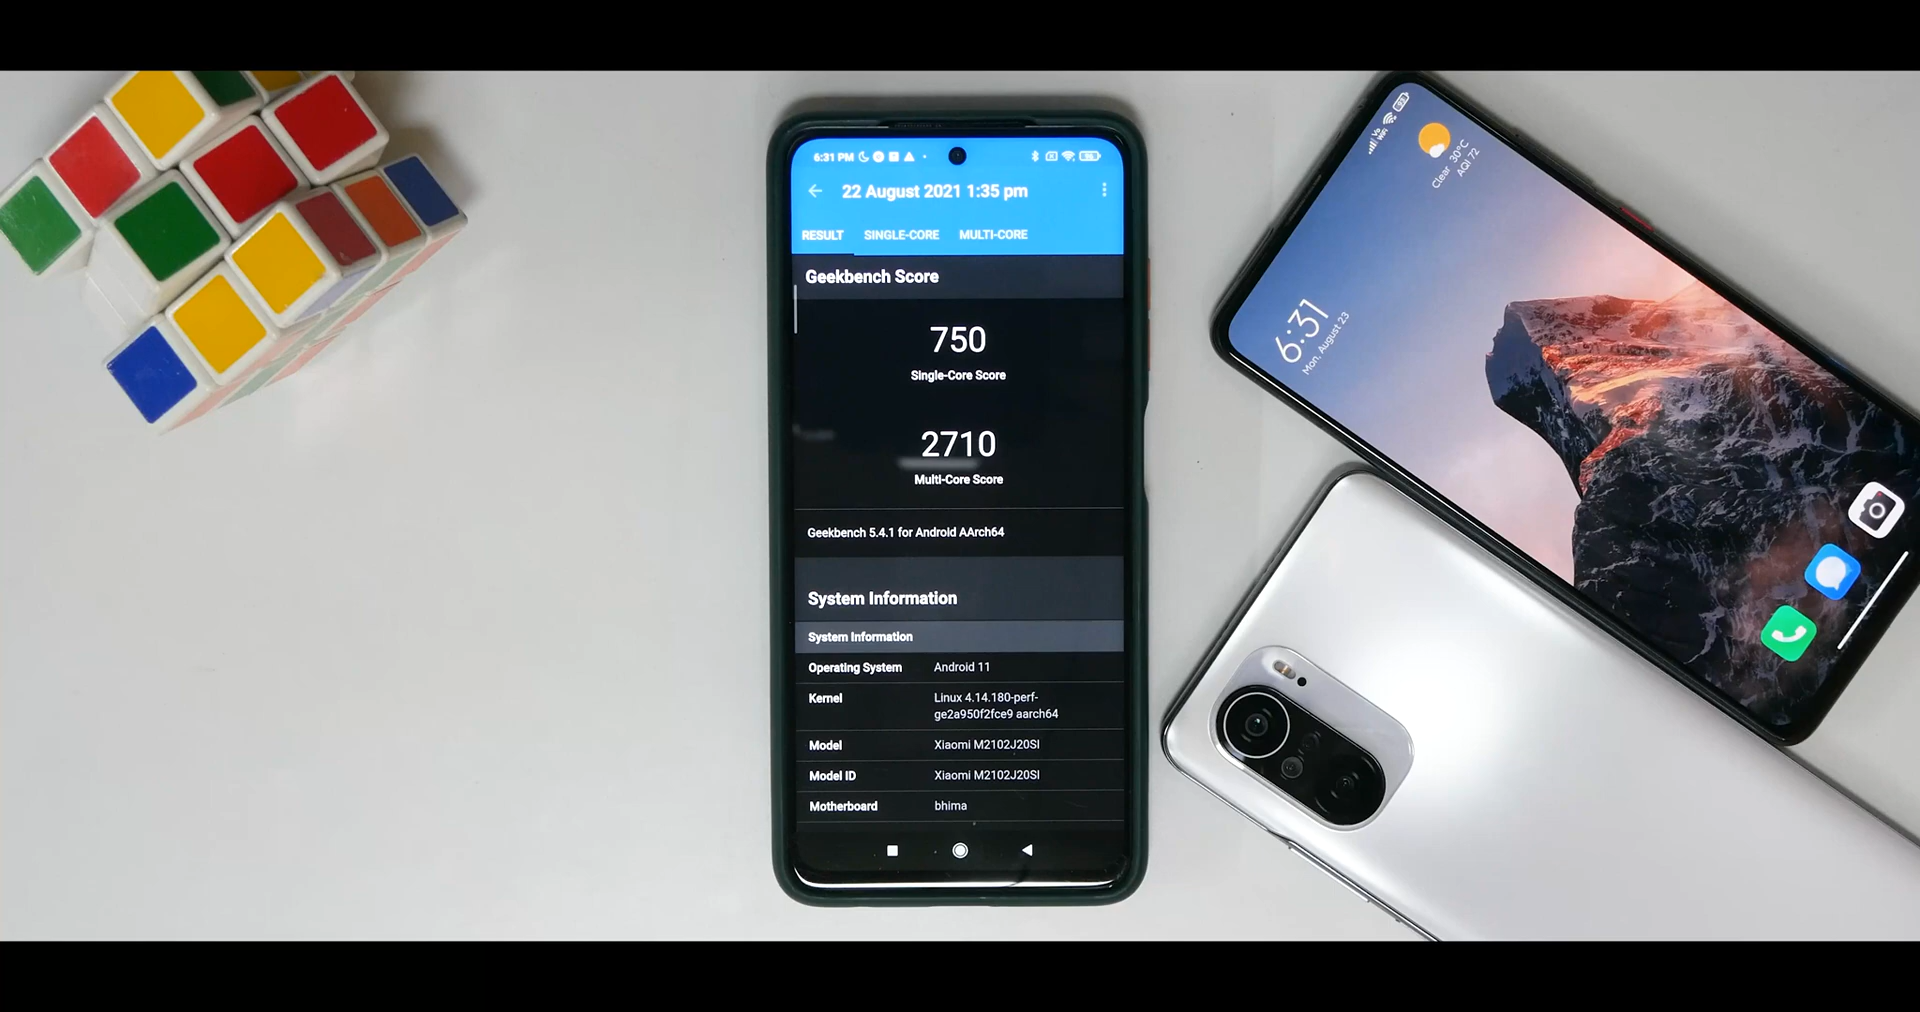 6:31 PM
22 August 2021 1:35 pm
RESULT SINGLE-CORE MULTI-CORE
Geekbench Score
750
Single-Core Score
2710
Multi-Core Score
Geekbench 5.4.1 for Android AArch64
System Information
System Information
Operating System Android 11
Kernel Linux 4.14.180-perf-
ge2a950f2fce9 aarch64
Model Xiaomi M2102J20SI
Model ID Xiaomi M2102J20SI
Motherboard bhima
Clear 30°C
AQI 72
6:31
Mon, August 23